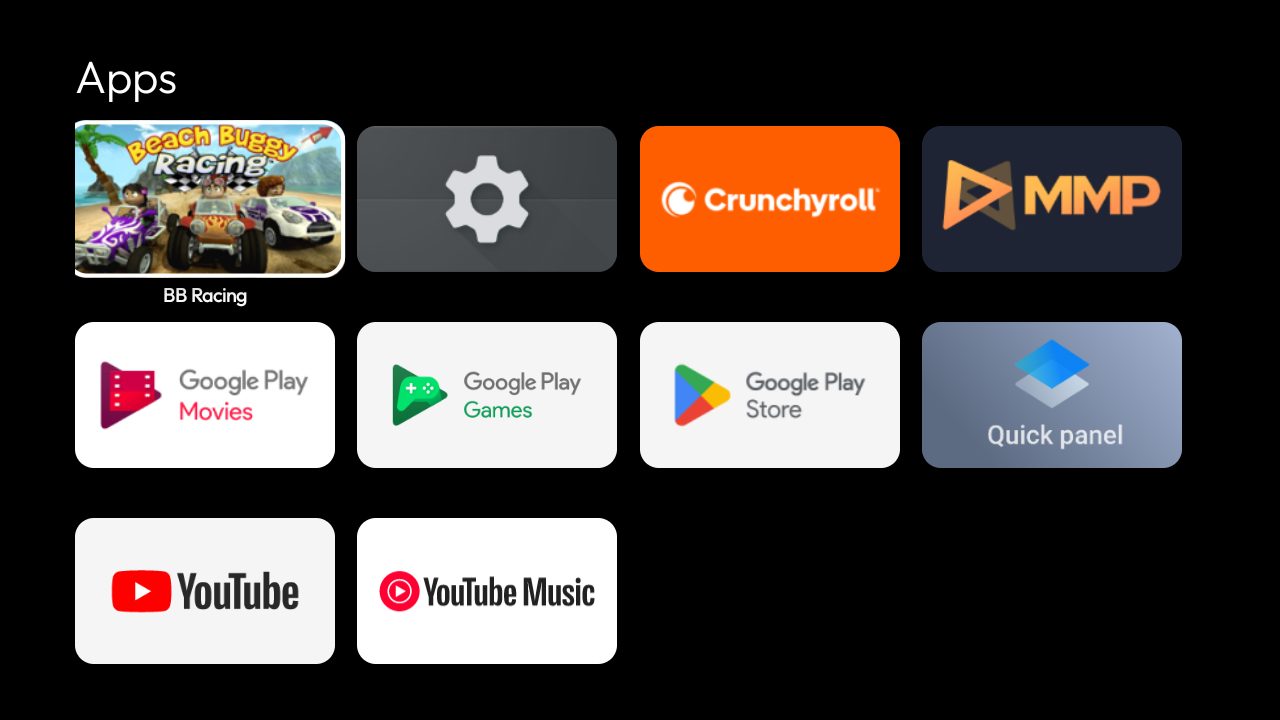 Apps
Beach Buggy
Racing
BB Racing
Crunchyroll
MMP
Google Play
Movies
Google Play
Games
Google Play
Store
Quick panel
YouTube
YouTube Music